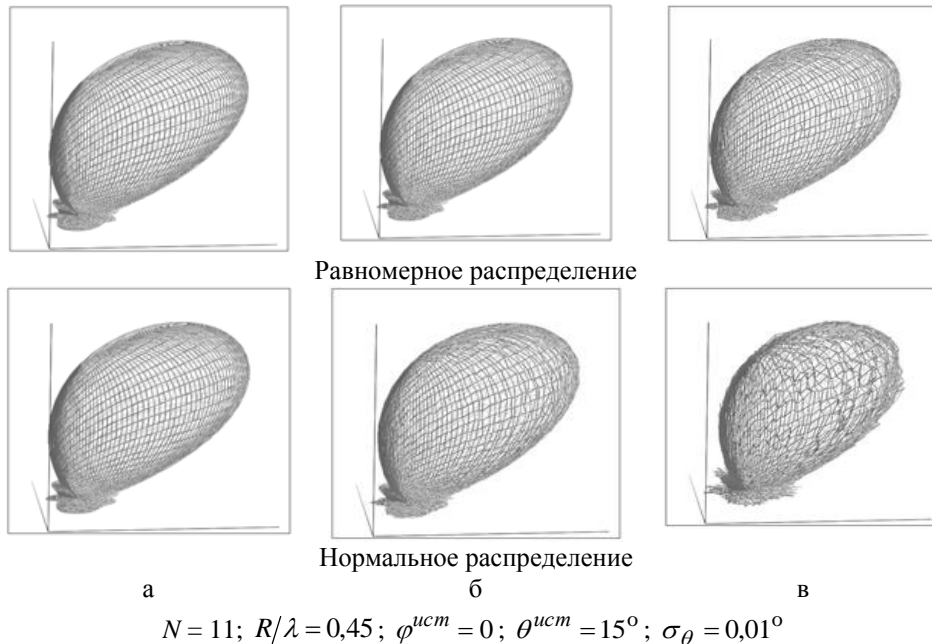 Равномерное распределение
Нормальное распределение
а б в
N = 11; R/λ = 0,45; φ^{ист} = 0; θ^{ист} = 15°; σ_θ = 0,01°